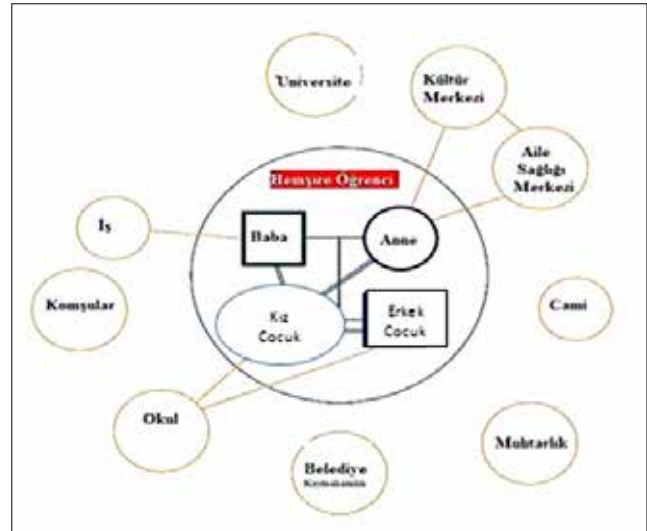 Üniversite
Kültür
Merkezi
Aile
Sağlığı
Merkezi
Hemşire Öğrenci
İş
Baba
Anne
Komşular
Kız
Çocuk
Erkek
Çocuk
Cami
Okul
Muhtarlık
Belediye